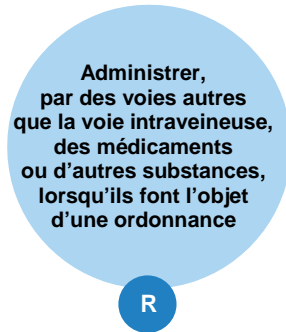 Administrer,
par des voies autres
que la voie intraveineuse,
des médicaments
ou d'autres substances,
lorsqu'ils font l'objet
d'une ordonnance
R